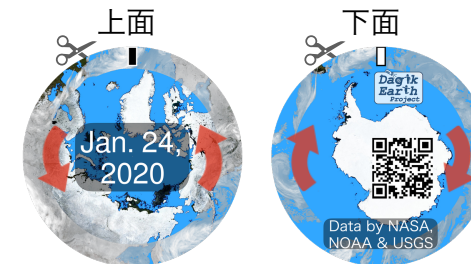 上面
下面
Jan. 24,
2020
Dagik
Earth
Project
Data by NASA,
NOAA & USGS